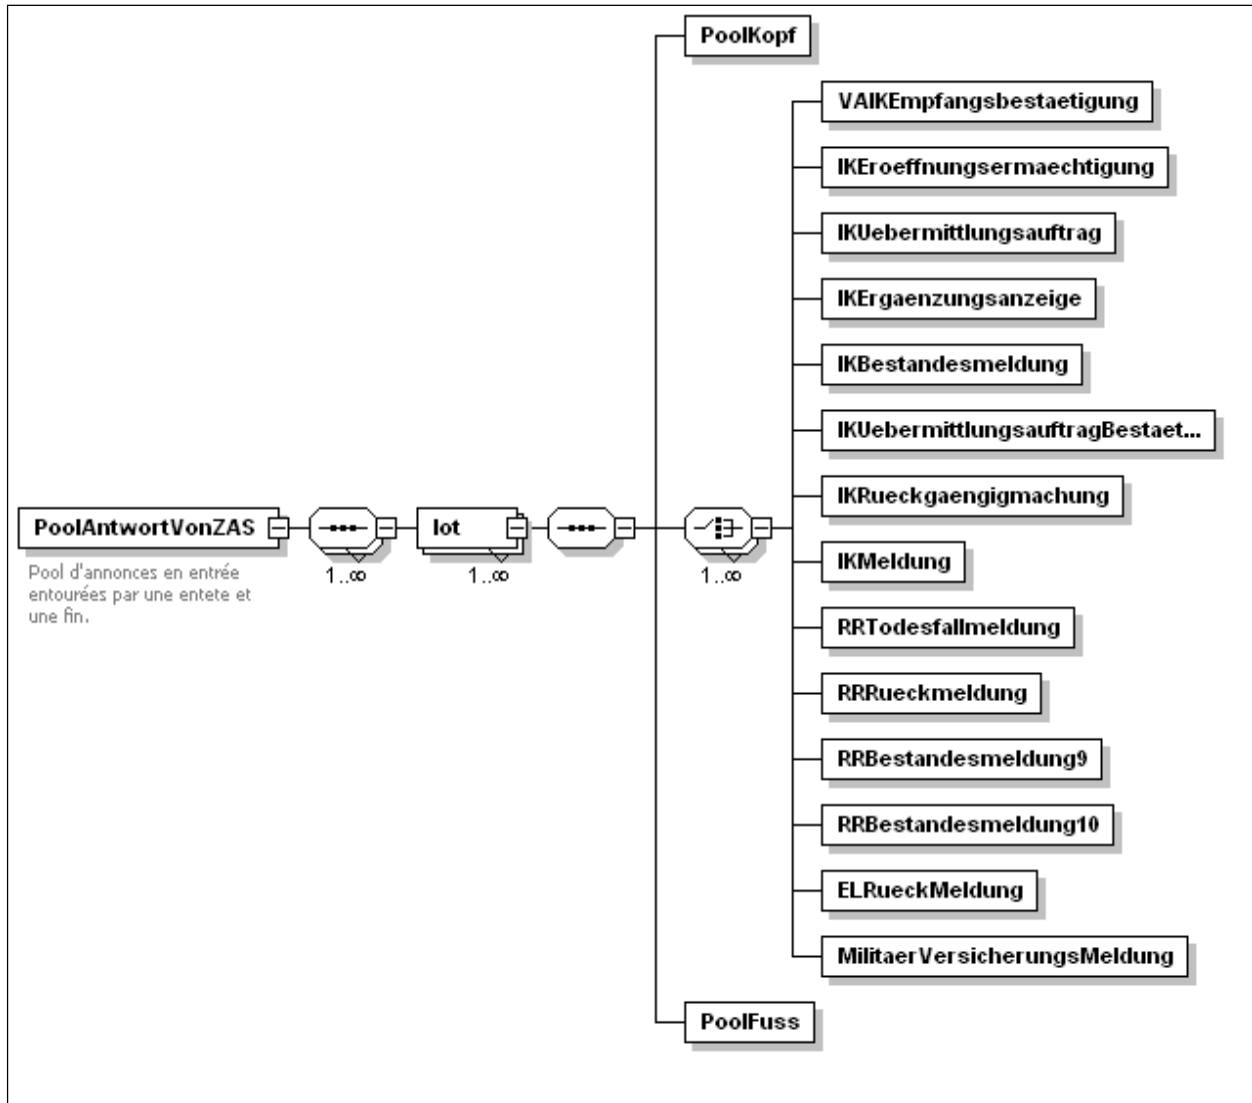 PoolKopf
VAIKEmpfangsbestaetigung
IKEroeffnungsermaechtigung
IKUebermittlungsauftrag
IKErgaenzungsanzeige
IKBestandesmeldung
IKUebermittlungsauftragBestaet...
IKRueckgaengigmachung
PoolAntwortVonZAS
lot
Pool d'annonces en entrée
entourées par une entete et
une fin.
1..∞
1..∞
1..∞
IKMeldung
RRTodesfallmeldung
RRRueckmeldung
RRBestandesmeldung9
RRBestandesmeldung10
ELRueckMeldung
MilitaerVersicherungsMeldung
PoolFuss